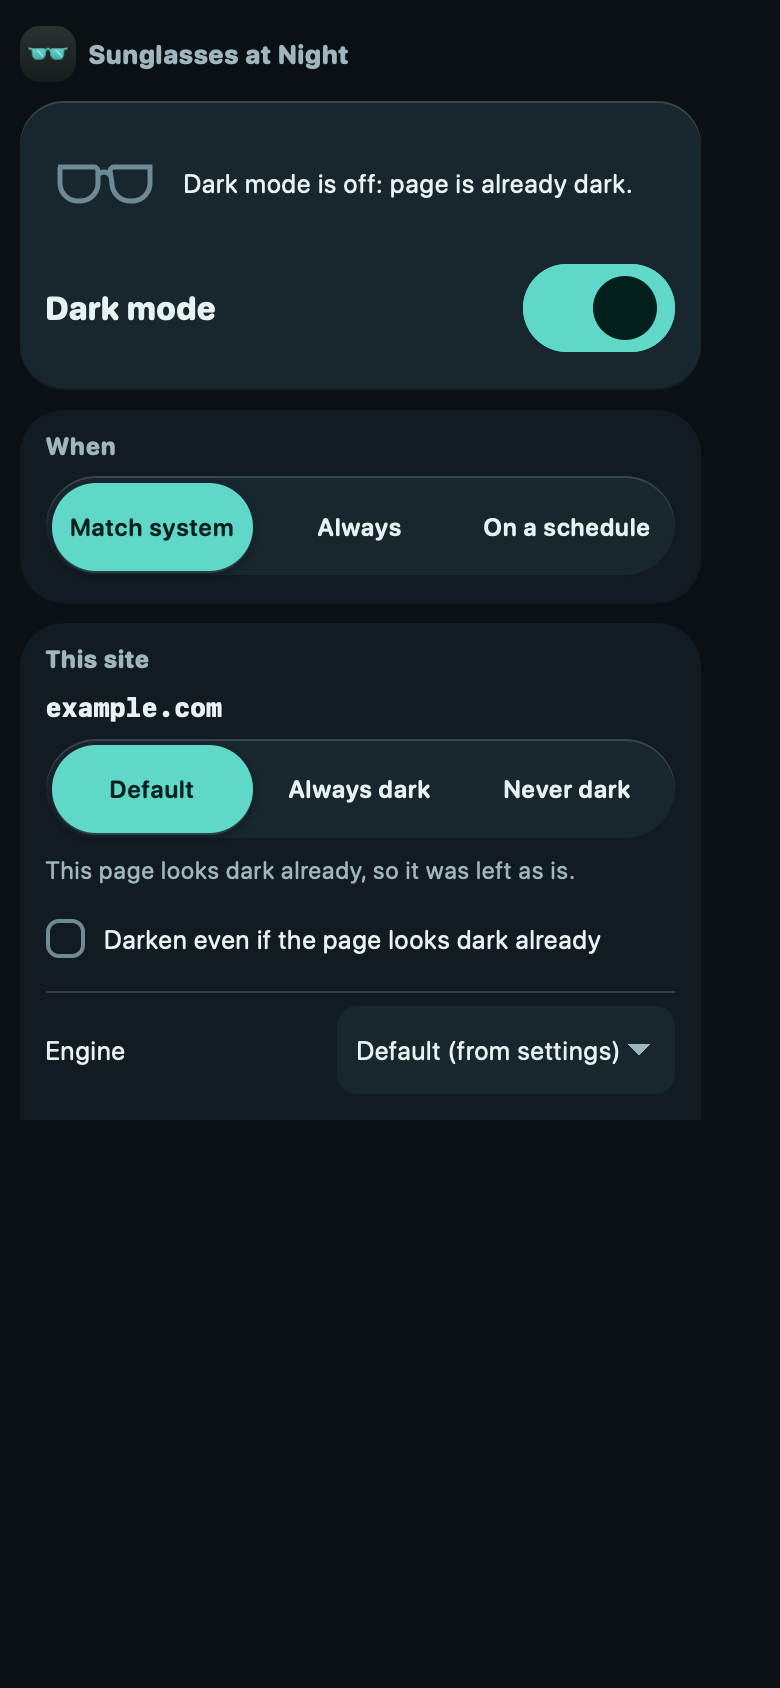 Sunglasses at Night
Dark mode is off: page is already dark.
Dark mode
When
Match system
Always
On a schedule
This site
example.com
Default
Always dark
Never dark
This page looks dark already, so it was left as is.
Darken even if the page looks dark already
Engine
Default (from settings)